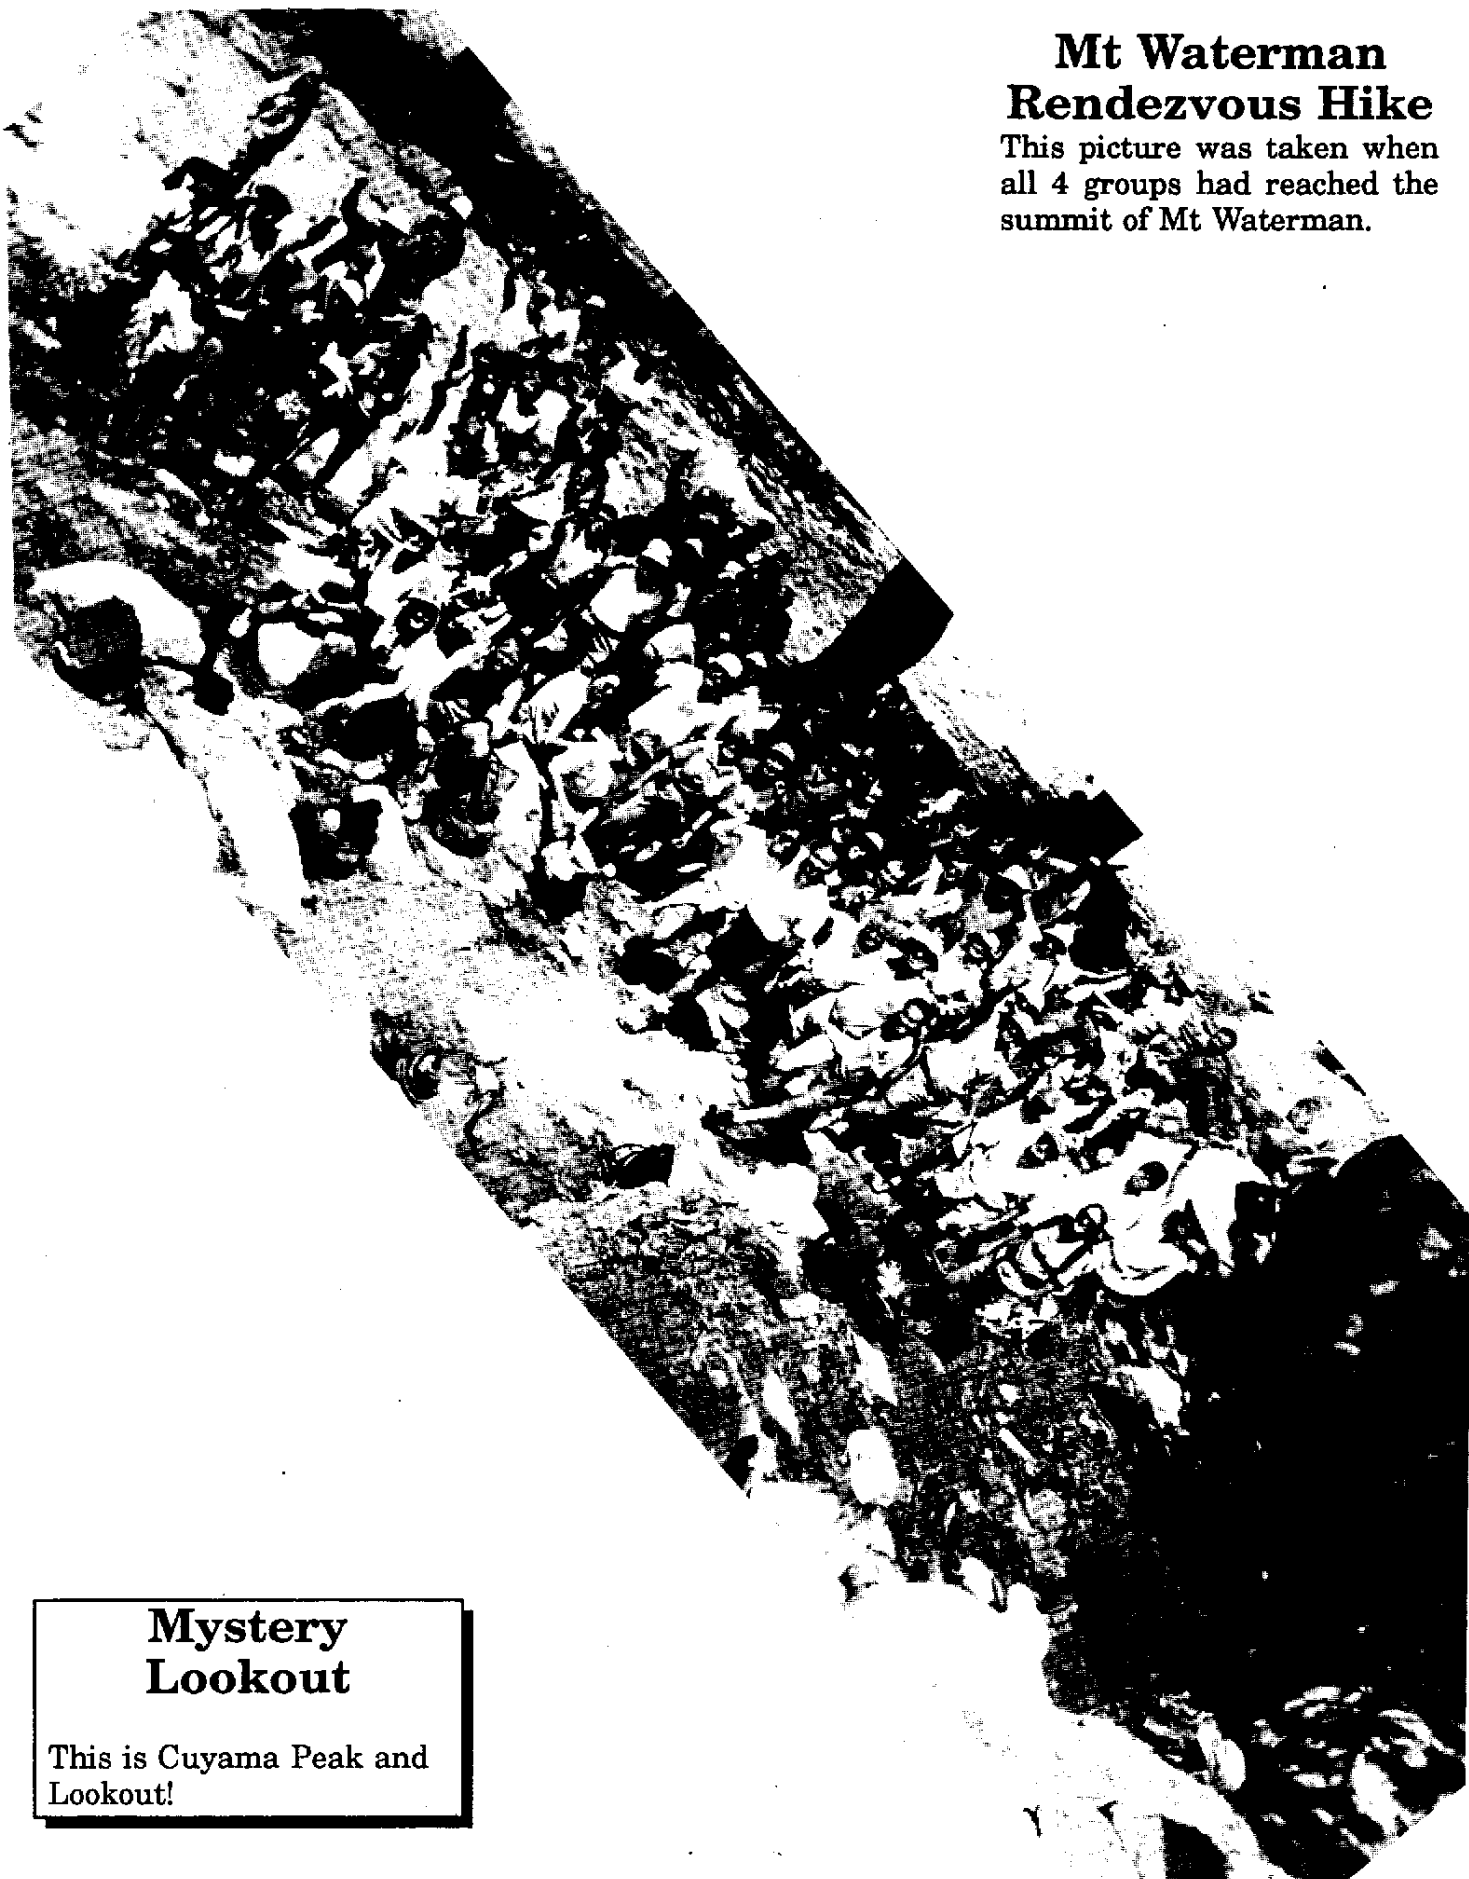 Mt Waterman
Rendezvous Hike
This picture was taken when
all 4 groups had reached the
summit of Mt Waterman.
Mystery
Lookout
This is Cuyama Peak and
Lookout!